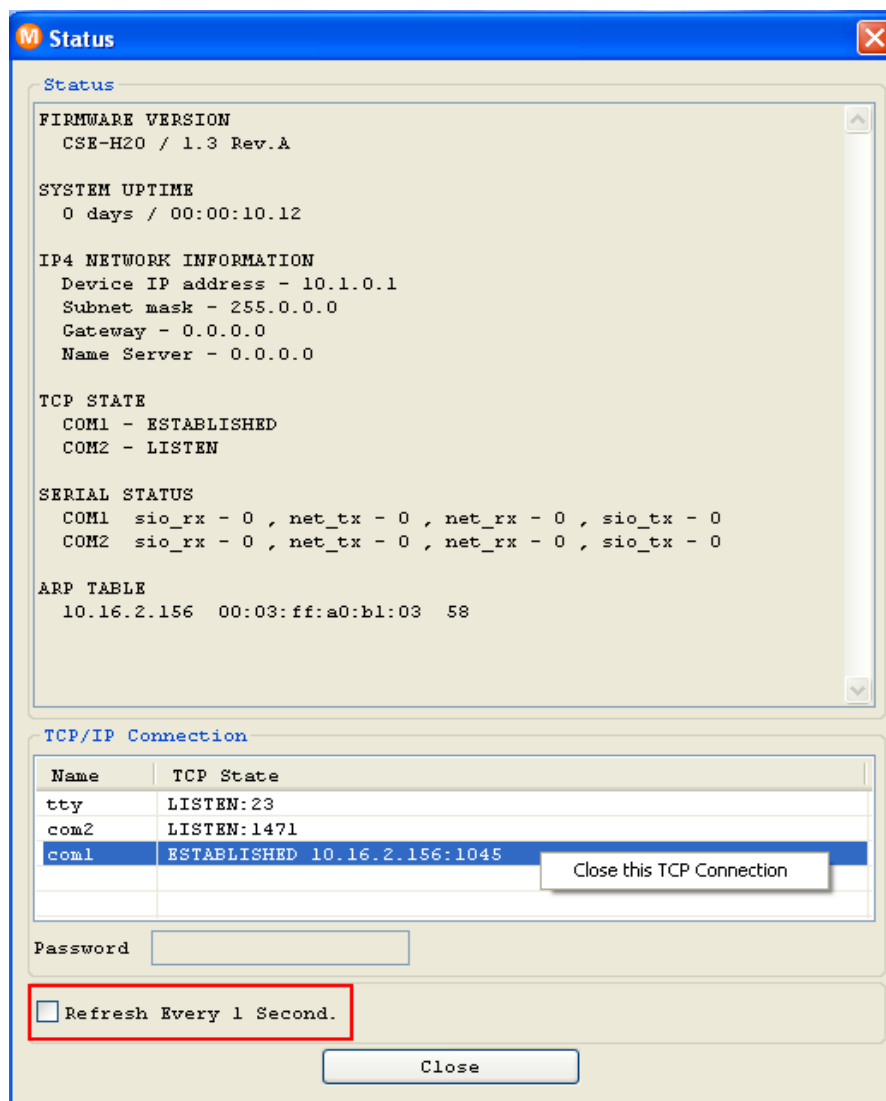 M Status
Status
FIRMWARE VERSION
CSE-H20 / 1.3 Rev.A
SYSTEM UPTIME
0 days / 00:00:10.12
IP4 NETWORK INFORMATION
Device IP address - 10.1.0.1
Subnet mask - 255.0.0.0
Gateway - 0.0.0.0
Name Server - 0.0.0.0
TCP STATE
COM1 - ESTABLISHED
COM2 - LISTEN
SERIAL STATUS
COM1 sio_rx - 0 , net_tx - 0 , net_rx - 0 , sio_tx - 0
COM2 sio_rx - 0 , net_tx - 0 , net_rx - 0 , sio_tx - 0
ARP TABLE
10.16.2.156 00:03:ff:a0:b1:03 58
TCP/IP Connection
Name TCP State
tty LISTEN:23
com2 LISTEN:1471
com1 ESTABLISHED 10.16.2.156:1045
Close this TCP Connection
Password
Refresh Every 1 Second.
Close